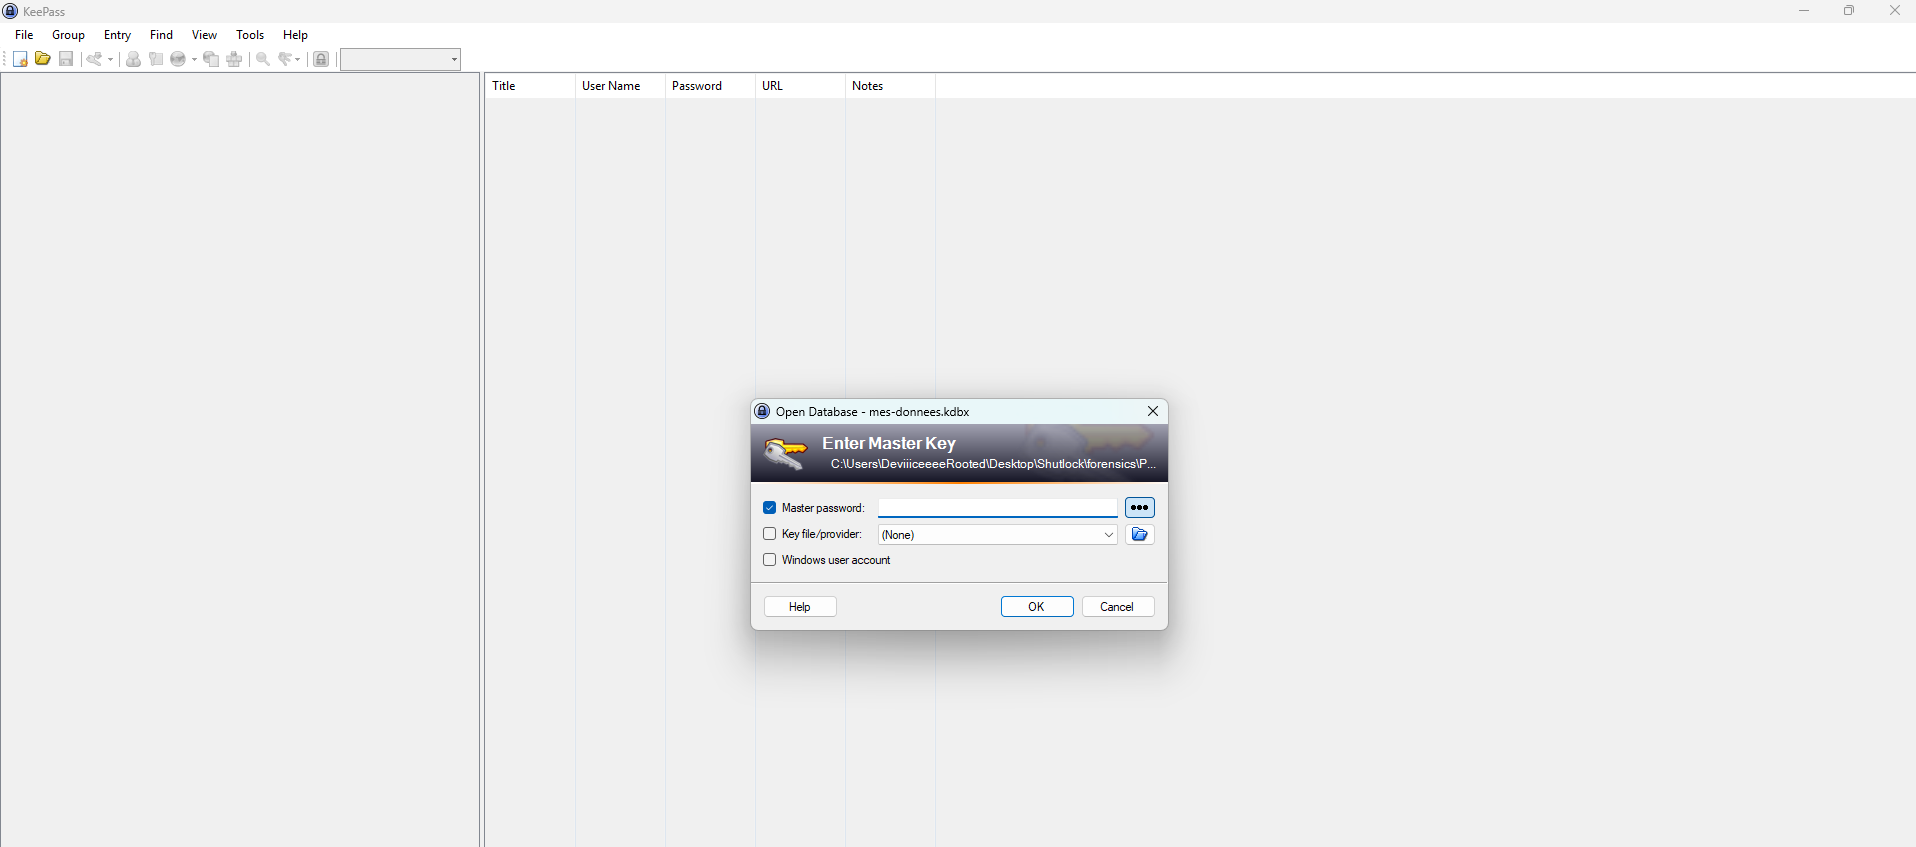 KeePass
File Group Entry Find View Tools Help
Title User Name Password URL Notes
Open Database - mes-donnees.kdbx
Enter Master Key
C:\Users\DeviiiceeeeRooted\Desktop\Shutlock\forensics\P...
Master password:
Key file/provider: (None)
Windows user account
Help OK Cancel